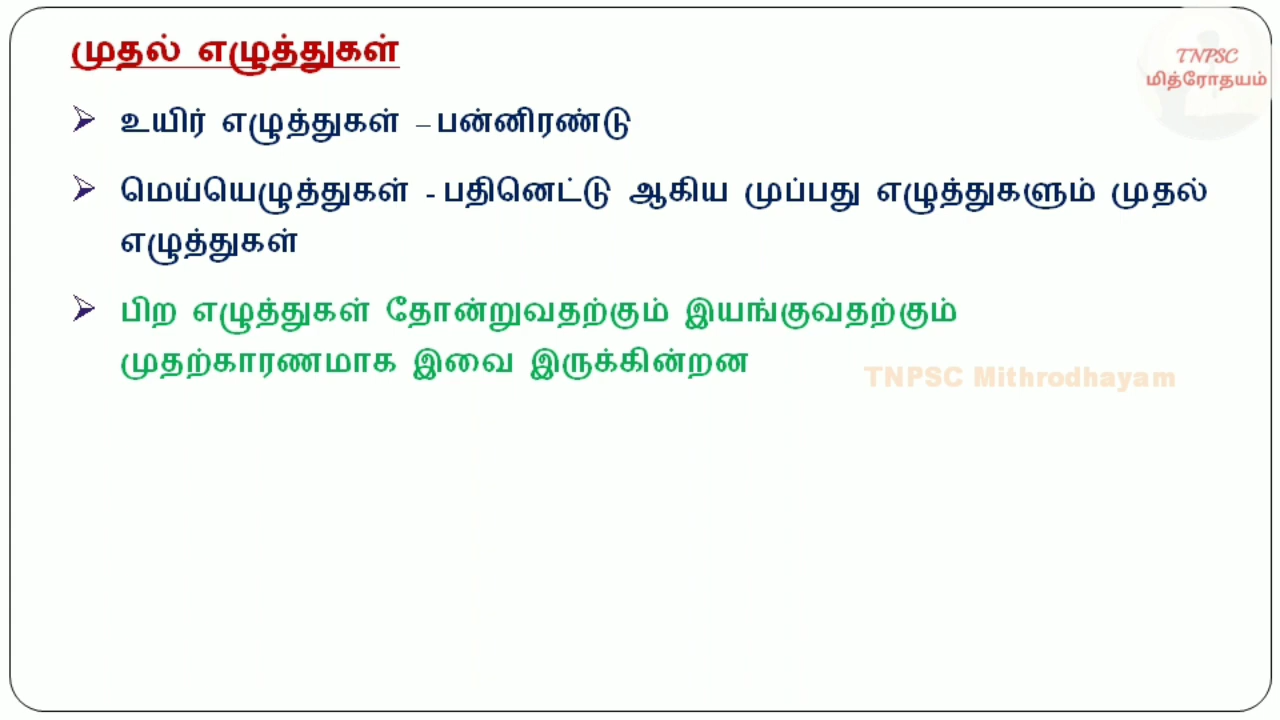 முதல் எழுத்துகள்
TNPSC
மித்ரோதயம்
➢ உயிர் எழுத்துகள் – பன்னிரண்டு
➢ மெய்யெழுத்துகள் - பதினெட்டு ஆகிய முப்பது எழுத்துகளும் முதல்
எழுத்துகள்
➢ பிற எழுத்துகள் தோன்றுவதற்கும் இயங்குவதற்கும்
முதற்காரணமாக இவை இருக்கின்றன
TNPSC Mithrodhayam